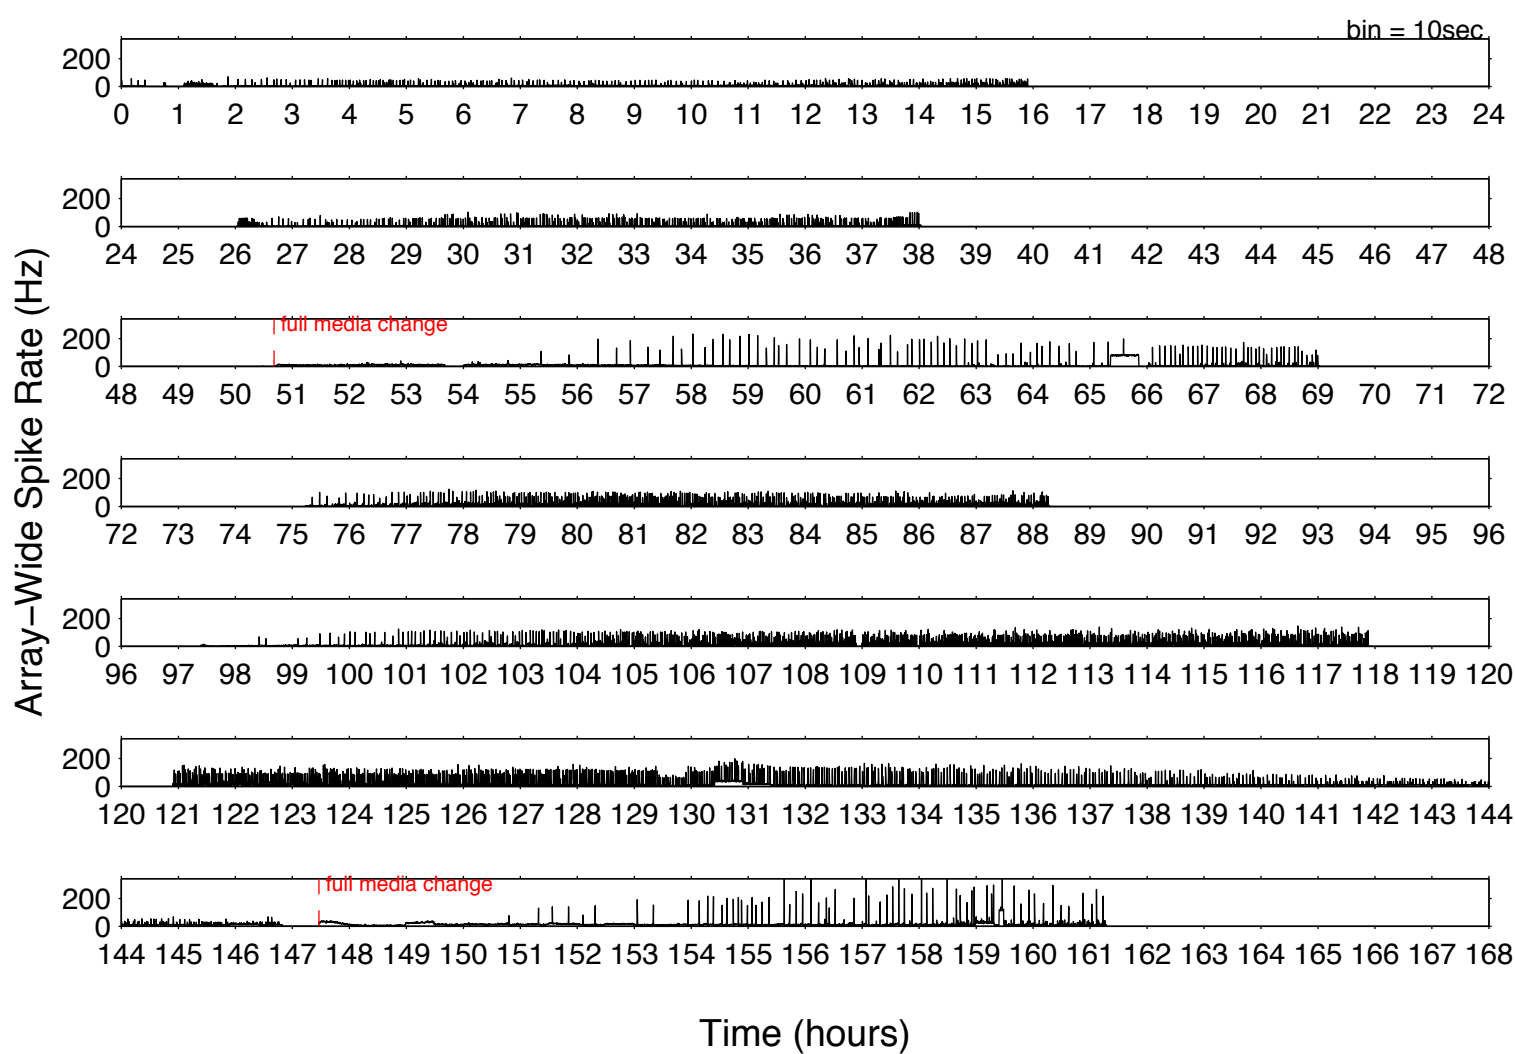 bin = 10sec
200
0
0 1 2 3 4 5 6 7 8 9 10 11 12 13 14 15 16 17 18 19 20 21 22 23 24
200
0
24 25 26 27 28 29 30 31 32 33 34 35 36 37 38 39 40 41 42 43 44 45 46 47 48
full media change
200
0
48 49 50 51 52 53 54 55 56 57 58 59 60 61 62 63 64 65 66 67 68 69 70 71 72
200
0
72 73 74 75 76 77 78 79 80 81 82 83 84 85 86 87 88 89 90 91 92 93 94 95 96
200
0
96 97 98 99 100 101 102 103 104 105 106 107 108 109 110 111 112 113 114 115 116 117 118 119 120
200
0
120 121 122 123 124 125 126 127 128 129 130 131 132 133 134 135 136 137 138 139 140 141 142 143 144
full media change
200
0
144 145 146 147 148 149 150 151 152 153 154 155 156 157 158 159 160 161 162 163 164 165 166 167 168
Array-Wide Spike Rate (Hz)
Time (hours)